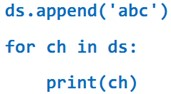 ds.append('abc')
for ch in ds:
    print(ch)